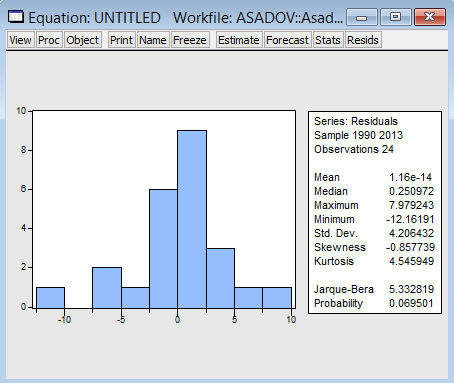 Equation: UNTITLED   Workfile: ASADOV::Asad...
View Proc Object Print Name Freeze Estimate Forecast Stats Resids
10
8
6
4
2
0
-10 -5 0 5 10
Series: Residuals
Sample 1990 2013
Observations 24
Mean 1.16e-14
Median 0.250972
Maximum 7.979243
Minimum -12.16191
Std. Dev. 4.206432
Skewness -0.857739
Kurtosis 4.545949
Jarque-Bera 5.332819
Probability 0.069501